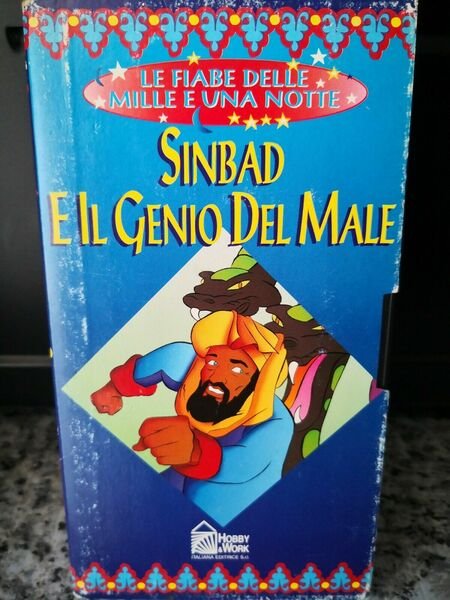 LE FIABE DELLE
MILLE E UNA NOTTE
SINBAD
E IL GENIO DEL MALE
HOBBY
& WORK
ITALIANA EDITRICE S.r.l.